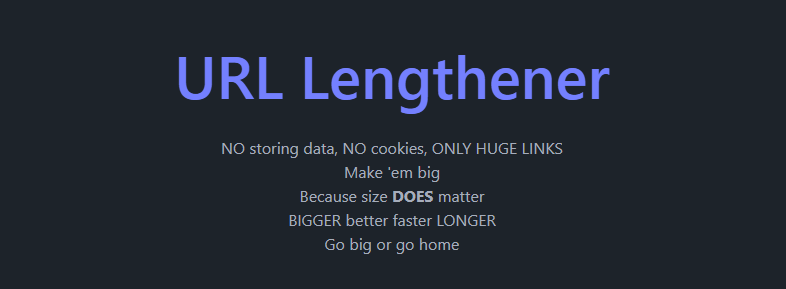 URL Lengthener
NO storing data, NO cookies, ONLY HUGE LINKS
Make 'em big
Because size DOES matter
BIGGER better faster LONGER
Go big or go home